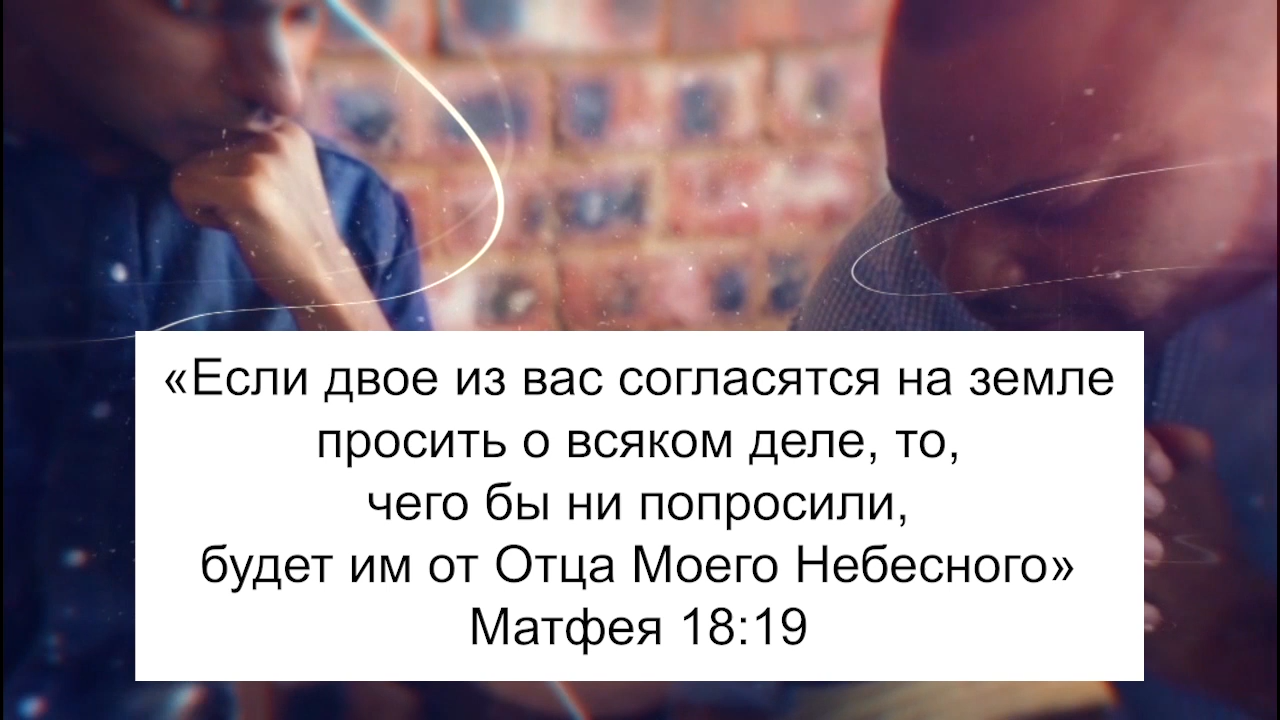 «Если двое из вас согласятся на земле
просить о всяком деле, то,
чего бы ни попросили,
будет им от Отца Моего Небесного»
Матфея 18:19